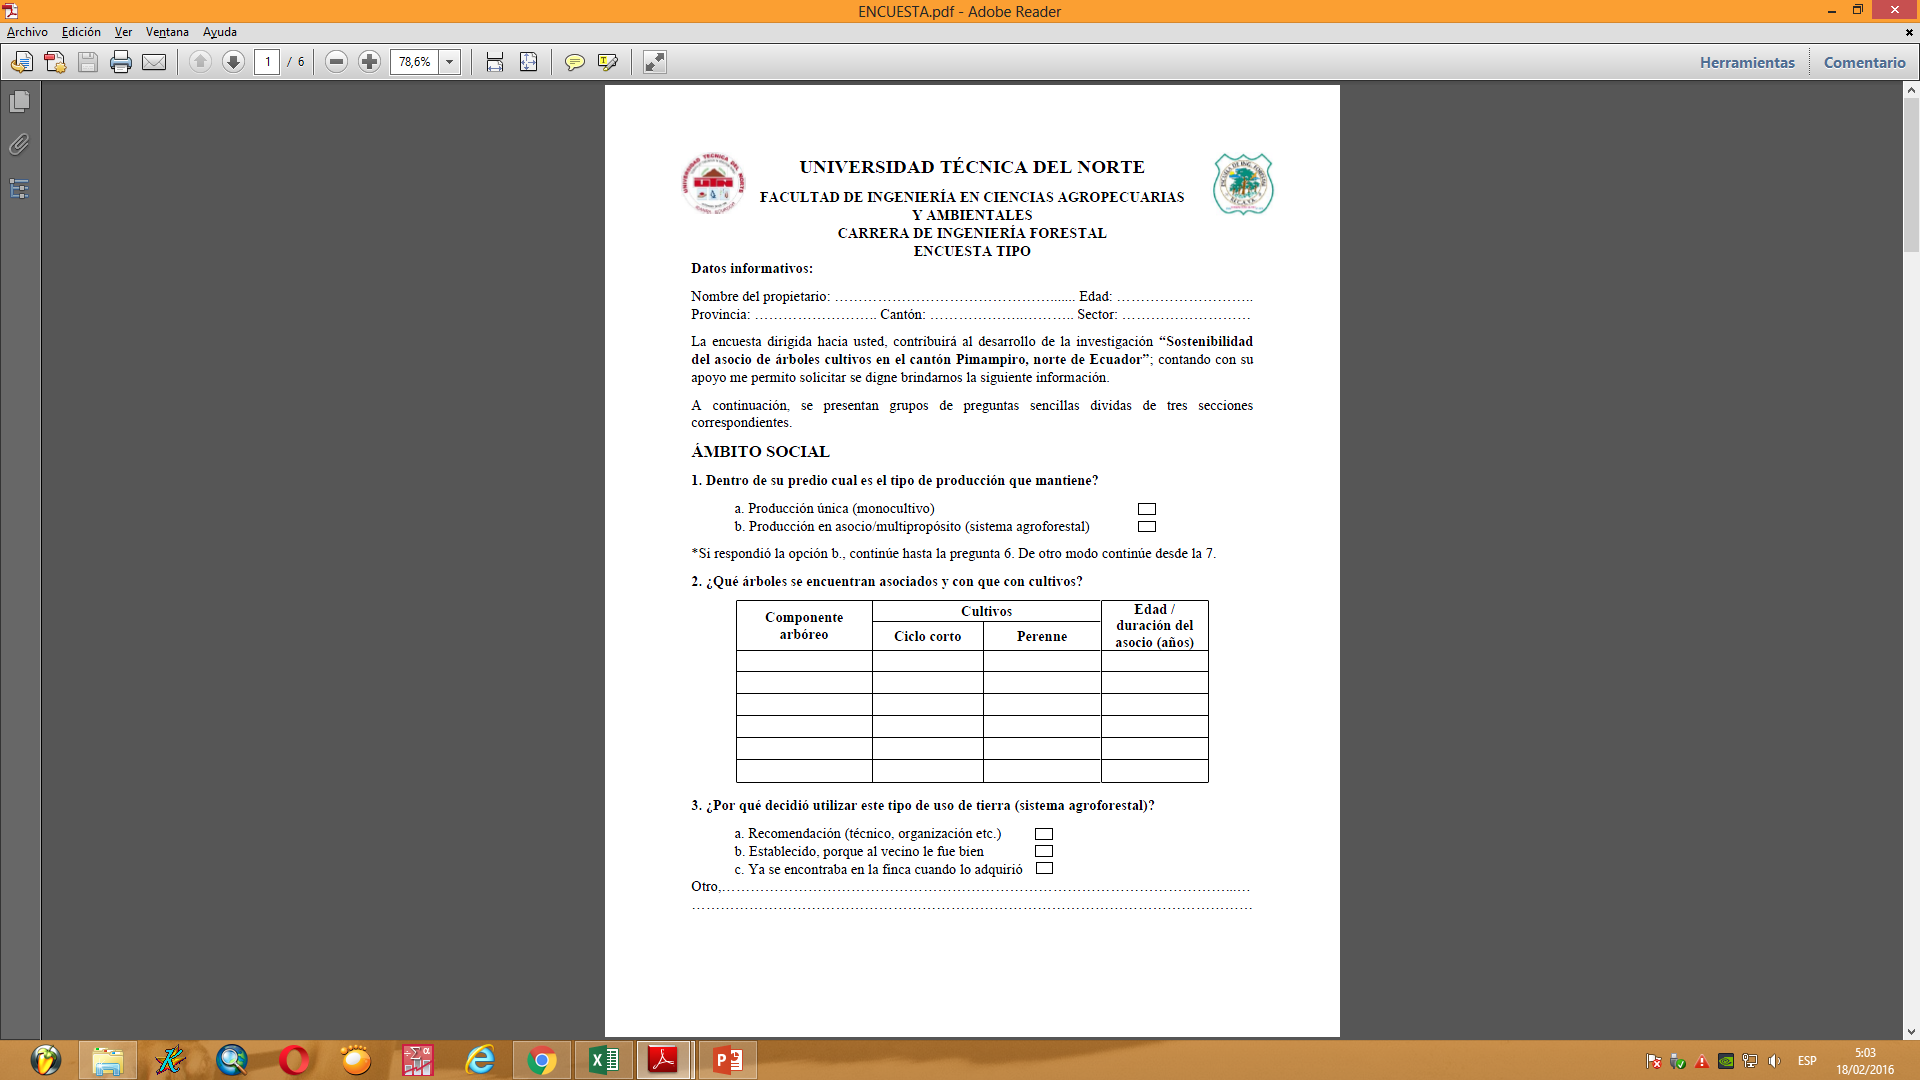 ENCUESTA.pdf - Adobe Reader
Archivo Edición Ver Ventana Ayuda
1 / 6 78,6% Herramientas Comentario
UNIVERSIDAD TÉCNICA DEL NORTE
FACULTAD DE INGENIERÍA EN CIENCIAS AGROPECUARIAS
Y AMBIENTALES
CARRERA DE INGENIERÍA FORESTAL
ENCUESTA TIPO
Datos informativos:
Nombre del propietario: ………………………………………....... Edad: ………………………..
Provincia: …………………….. Cantón: ………………..……….. Sector: ………………………
La encuesta dirigida hacia usted, contribuirá al desarrollo de la investigación “Sostenibilidad
del asocio de árboles cultivos en el cantón Pimampiro, norte de Ecuador”; contando con su
apoyo me permito solicitar se digne brindarnos la siguiente información.
A continuación, se presentan grupos de preguntas sencillas dividas de tres secciones
correspondientes.
ÁMBITO SOCIAL
1. Dentro de su predio cual es el tipo de producción que mantiene?
a. Producción única (monocultivo)
b. Producción en asocio/multipropósito (sistema agroforestal)
*Si respondió la opción b., continúe hasta la pregunta 6. De otro modo continúe desde la 7.
2. ¿Qué árboles se encuentran asociados y con que con cultivos?
Componente
arbóreo
Cultivos
Ciclo corto Perenne
Edad /
duración del
asocio (años)
3. ¿Por qué decidió utilizar este tipo de uso de tierra (sistema agroforestal)?
a. Recomendación (técnico, organización etc.)
b. Establecido, porque al vecino le fue bien
c. Ya se encontraba en la finca cuando lo adquirió
Otro,……………………………………………………………………………………………...…
………………………………………………………………………………………………………
ESP
5:03
18/02/2016